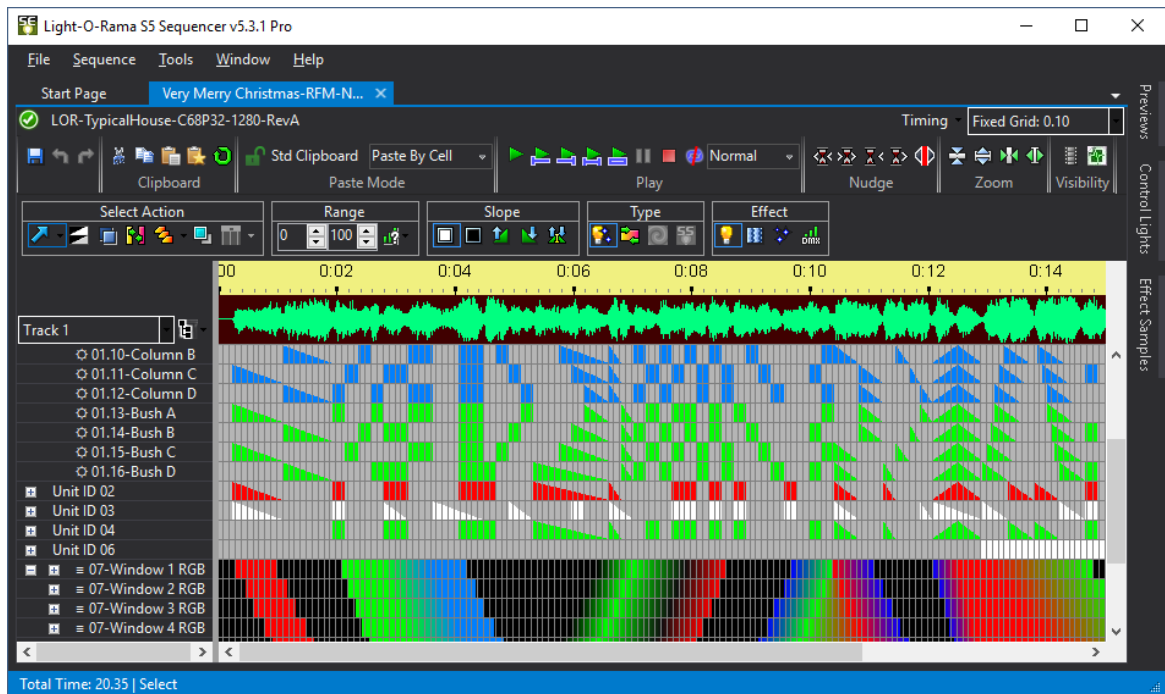 Light-O-Rama S5 Sequencer v5.3.1 Pro
File Sequence Tools Window Help
Start Page Very Merry Christmas-RFM-N...
LOR-TypicalHouse-C68P32-1280-RevA Timing Fixed Grid: 0.10
Std Clipboard Paste By Cell Normal
Clipboard Paste Mode Play Nudge Zoom Visibility
Select Action Range Slope Type Effect
0 100 S5 dmx
00 0:02 0:04 0:06 0:08 0:10 0:12 0:14
Track 1
01.10-Column B
01.11-Column C
01.12-Column D
01.13-Bush A
01.14-Bush B
01.15-Bush C
01.16-Bush D
Unit ID 02
Unit ID 03
Unit ID 04
Unit ID 06
07-Window 1 RGB
07-Window 2 RGB
07-Window 3 RGB
07-Window 4 RGB
Total Time: 20.35 | Select
Previews
Control Lights
Effect Samples